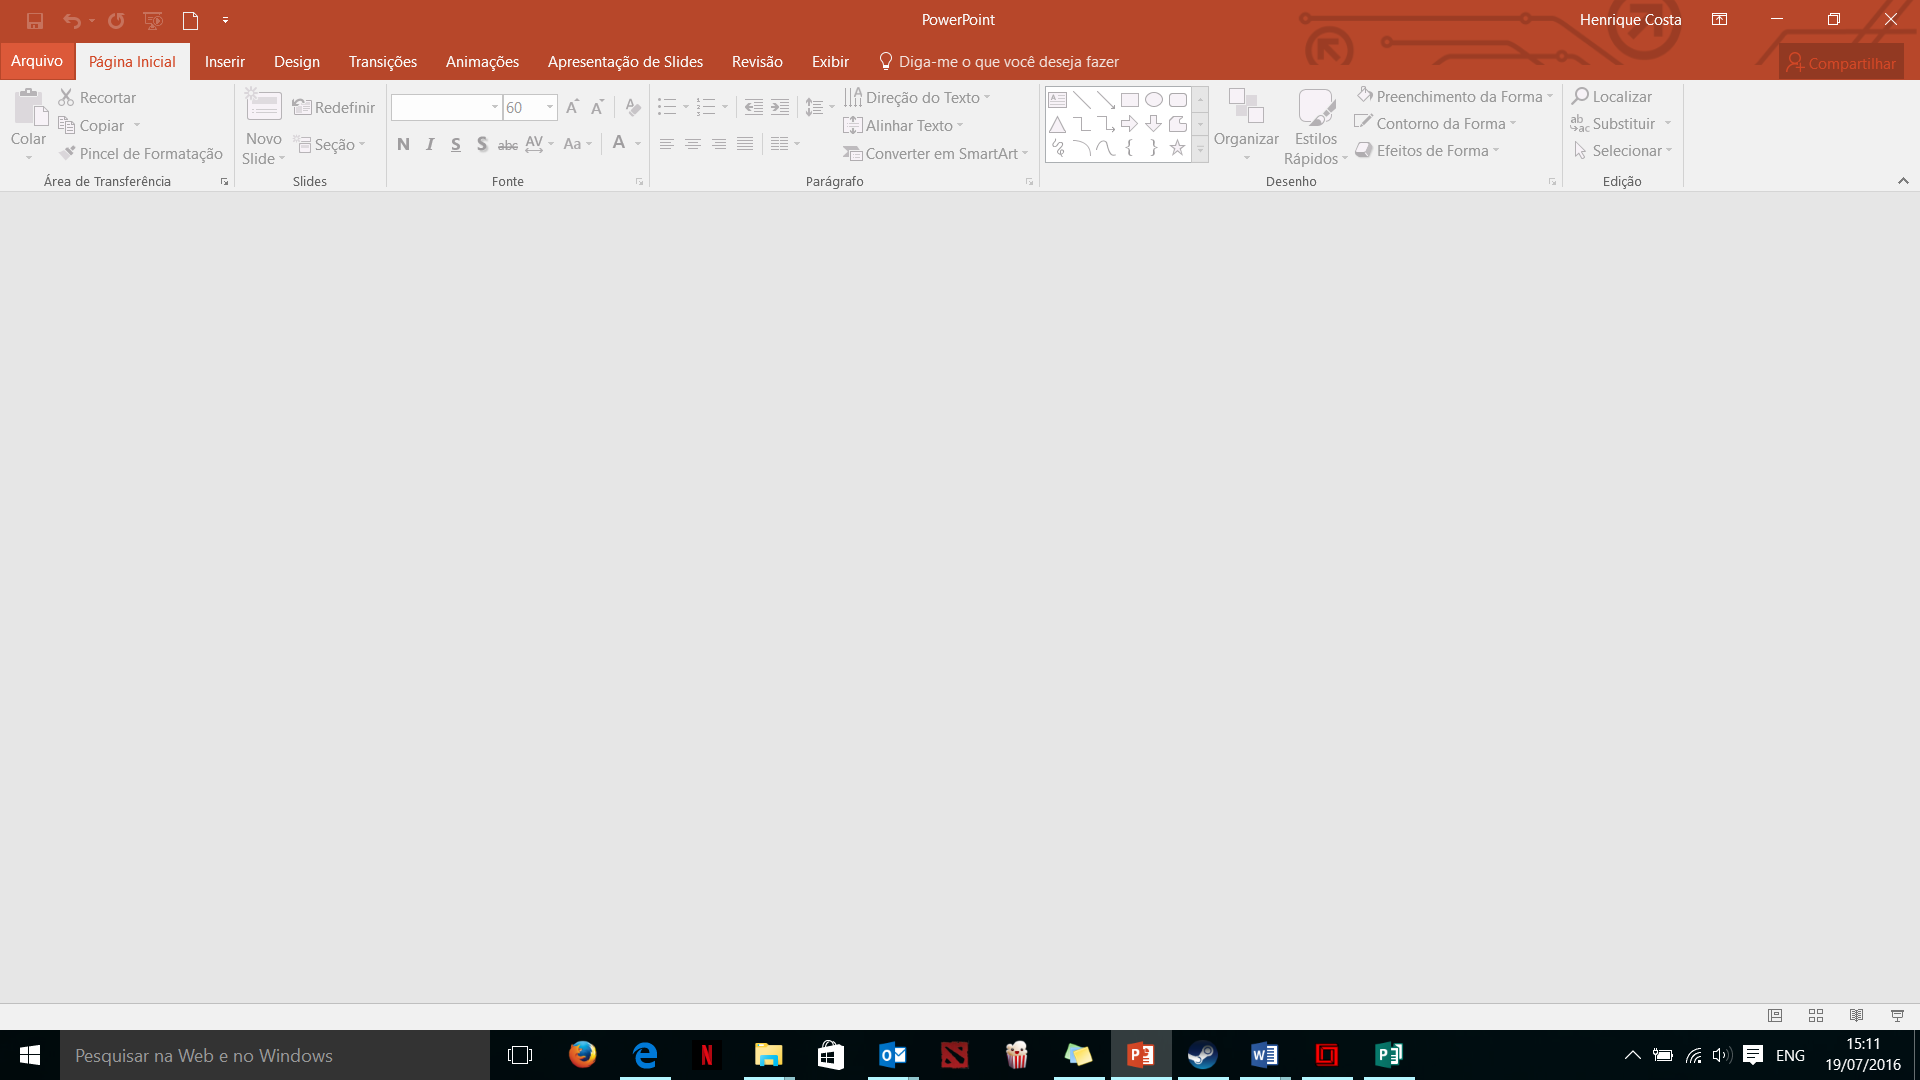 PowerPoint
Henrique Costa
Arquivo
Página Inicial
Inserir
Design
Transições
Animações
Apresentação de Slides
Revisão
Exibir
Diga-me o que você deseja fazer
Compartilhar
Colar
Recortar
Copiar
Pincel de Formatação
Área de Transferência
Novo
Slide
Redefinir
Seção
Slides
60
N I S S abc AV Aa A
Fonte
Direção do Texto
Alinhar Texto
Converter em SmartArt
Parágrafo
Organizar
Estilos
Rápidos
Preenchimento da Forma
Contorno da Forma
Efeitos de Forma
Desenho
Localizar
Substituir
Selecionar
Edição
Pesquisar na Web e no Windows
ENG
15:11
19/07/2016